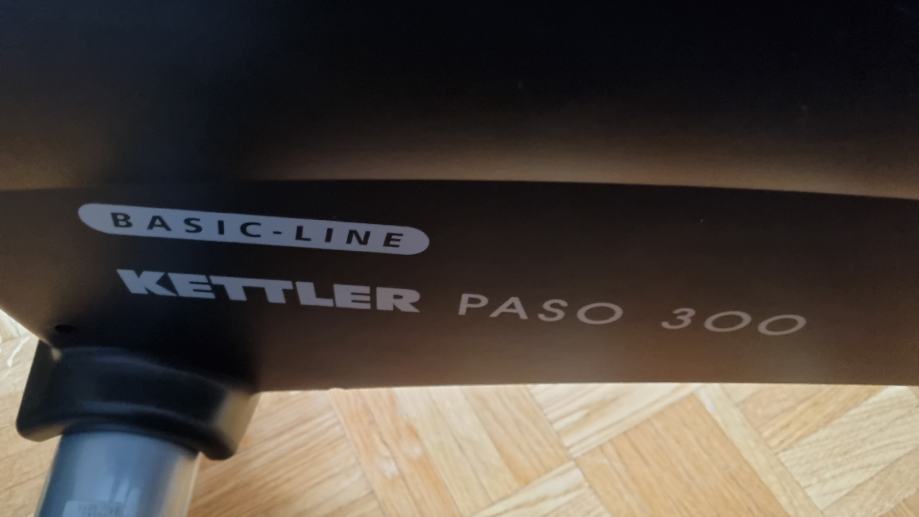 BASIC-LINE
KETTLER PASO 300